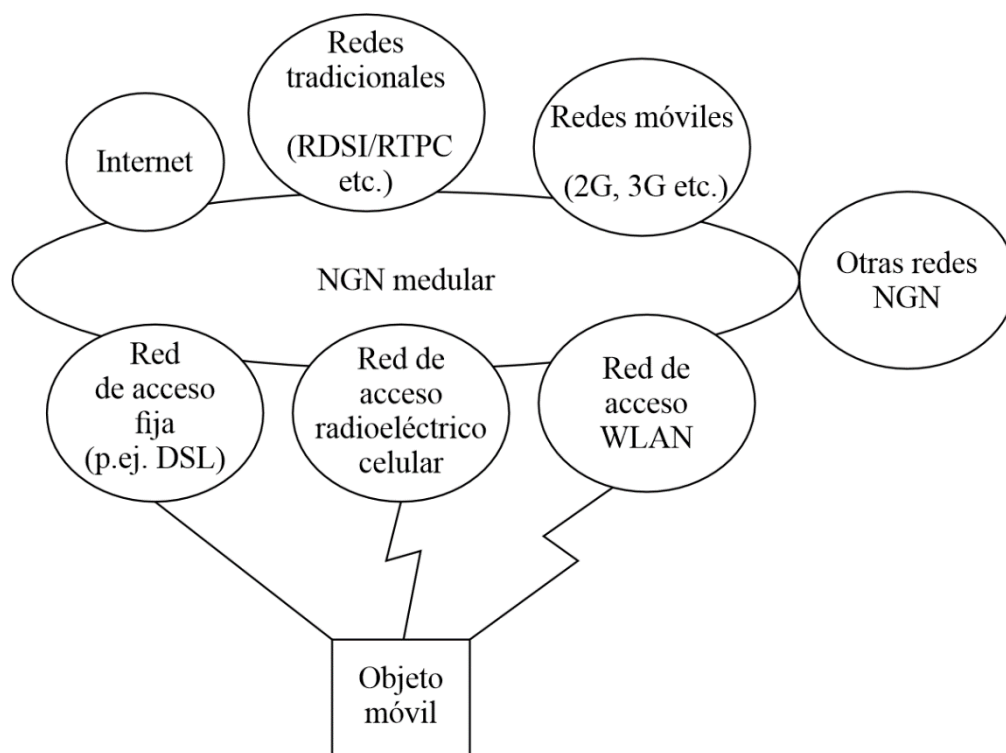 Redes
tradicionales
(RDSI/RTPC
etc.)
Internet
Redes móviles
(2G, 3G etc.)
Otras redes
NGN
NGN medular
Red
de acceso
fija
(p.ej. DSL)
Red de
acceso
radioeléctrico
celular
Red de
acceso
WLAN
Objeto
móvil